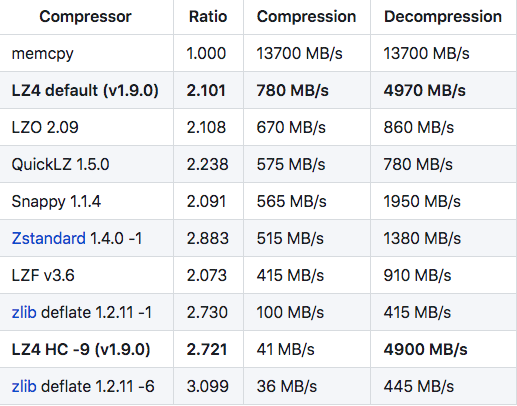 Compressor Ratio Compression Decompression
memcpy 1.000 13700 MB/s 13700 MB/s
LZ4 default (v1.9.0) 2.101 780 MB/s 4970 MB/s
LZO 2.09 2.108 670 MB/s 860 MB/s
QuickLZ 1.5.0 2.238 575 MB/s 780 MB/s
Snappy 1.1.4 2.091 565 MB/s 1950 MB/s
Zstandard 1.4.0 -1 2.883 515 MB/s 1380 MB/s
LZF v3.6 2.073 415 MB/s 910 MB/s
zlib deflate 1.2.11 -1 2.730 100 MB/s 415 MB/s
LZ4 HC -9 (v1.9.0) 2.721 41 MB/s 4900 MB/s
zlib deflate 1.2.11 -6 3.099 36 MB/s 445 MB/s